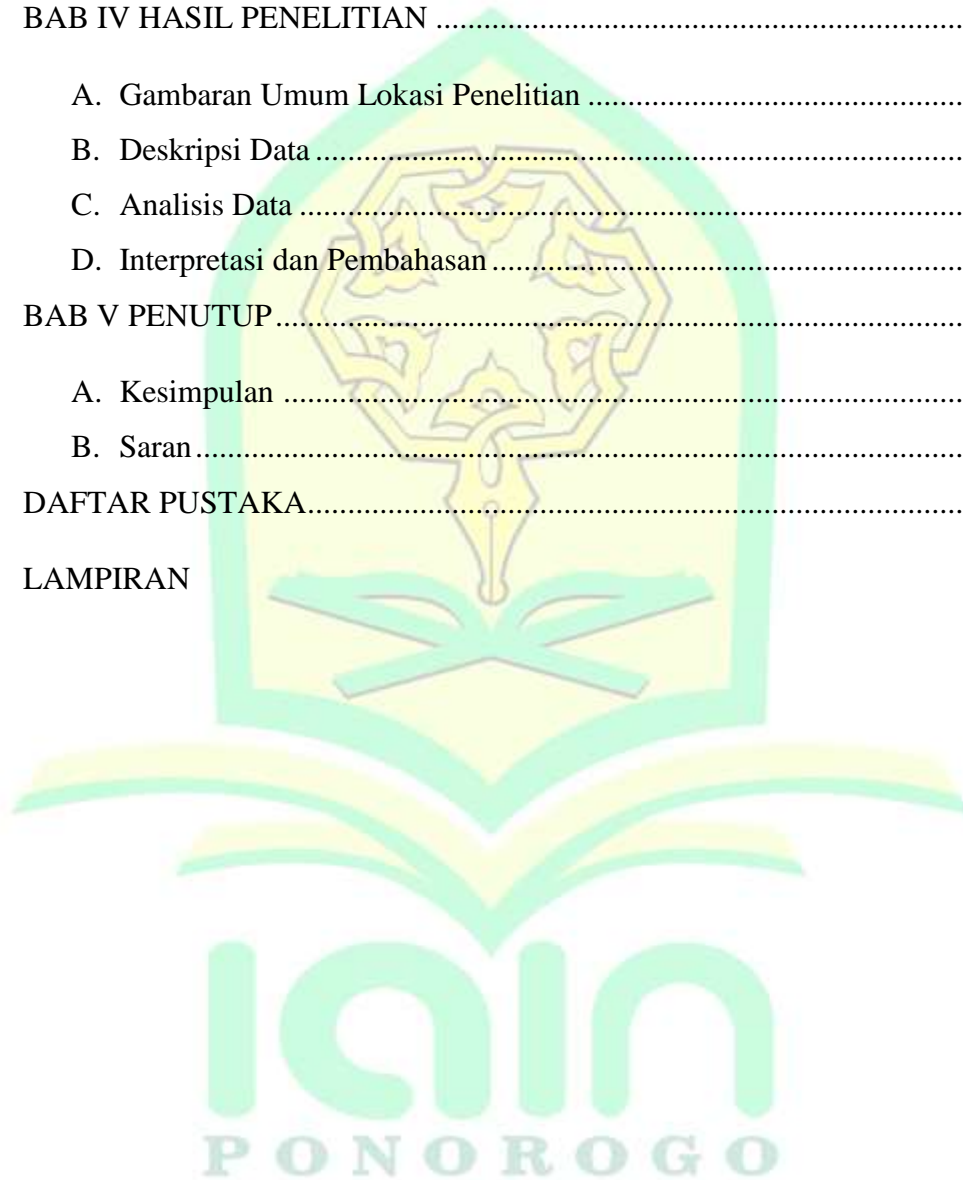 BAB IV HASIL PENELITIAN ..................................................................
A. Gambaran Umum Lokasi Penelitian ...............................................
B. Deskripsi Data .................................................................................
C. Analisis Data ...................................................................................
D. Interpretasi dan Pembahasan ...........................................................
BAB V PENUTUP ......................................................................................
A. Kesimpulan .....................................................................................
B. Saran ................................................................................................
DAFTAR PUSTAKA ..................................................................................
LAMPIRAN
iain
PONOROGO